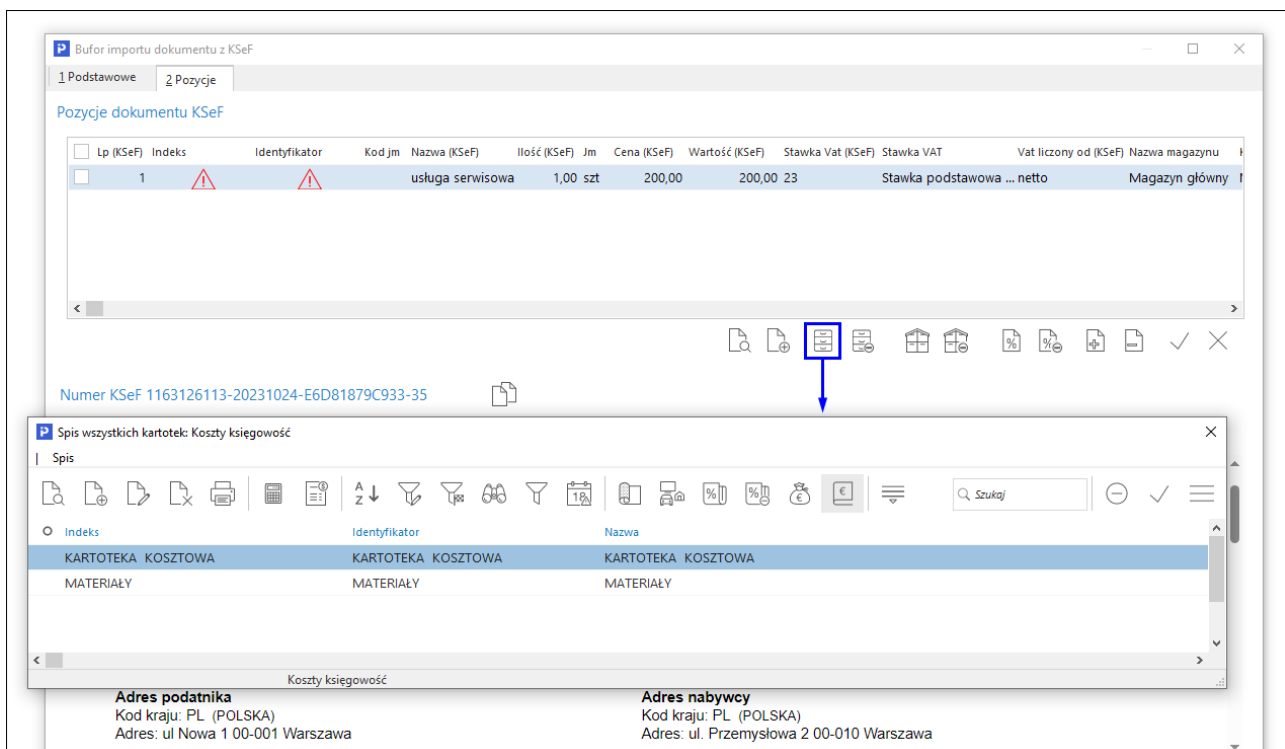 Bufor importu dokumentu z KSeF
1 Podstawowe 2 Pozycje
Pozycje dokumentu KSeF
Lp (KSeF) Indeks Identyfikator Kod jm Nazwa (KSeF) Ilość (KSeF) Jm Cena (KSeF) Wartość (KSeF) Stawka Vat (KSeF) Stawka VAT Vat liczony od (KSeF) Nazwa magazynu
1 usługa serwisowa 1,00 szt 200,00 200,00 23 Stawka podstawowa ... netto Magazyn główny
Numer KSeF 1163126113-20231024-E6D81879C933-35
Spis wszystkich kartotek: Koszty księgowość
Spis
Szukaj
Indeks Identyfikator Nazwa
KARTOTEKA KOSZTOWA KARTOTEKA KOSZTOWA KARTOTEKA KOSZTOWA
MATERIAŁY MATERIAŁY MATERIAŁY
Koszty księgowość
Adres podatnika Adres nabywcy
Kod kraju: PL (POLSKA) Kod kraju: PL (POLSKA)
Adres: ul Nowa 1 00-001 Warszawa Adres: ul. Przemysłowa 2 00-010 Warszawa